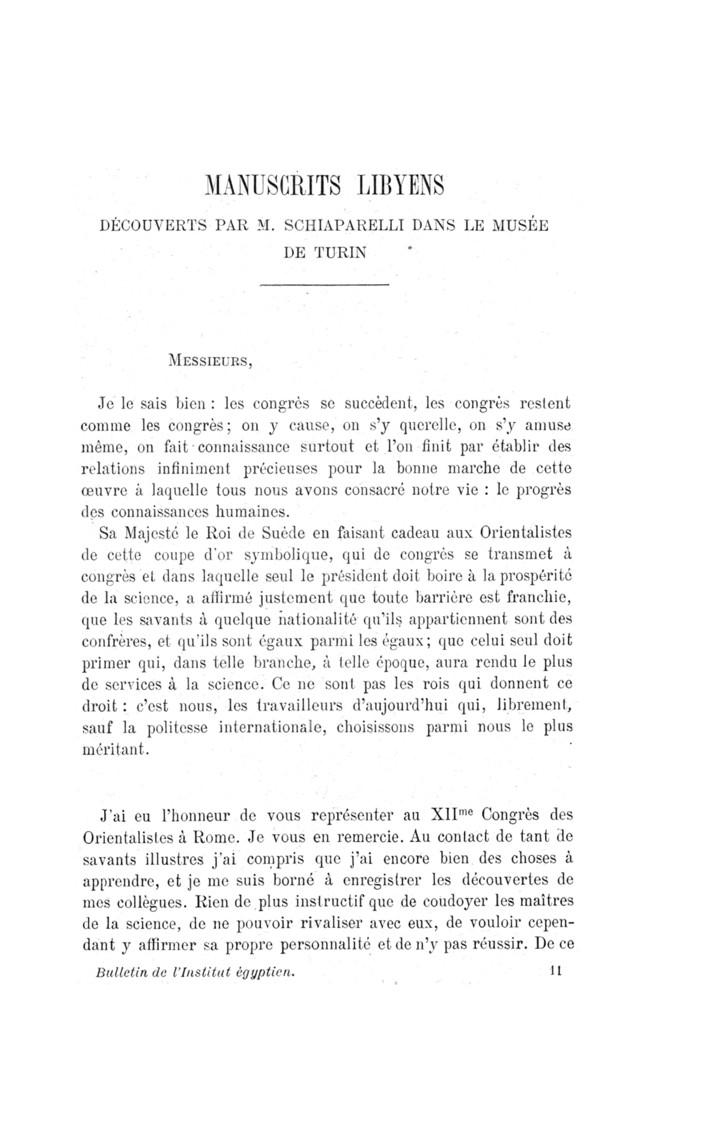 MANUSCRITS LIBYENS
DÉCOUVERTS PAR M. SCHIAPARELLI DANS LE MUSÉE
DE TURIN
MESSIEURS,
Je le sais bien : les congrès se succèdent, les congrès restent
comme les congrès; on y cause, on s'y querelle, on s'y amuse
même, on fait connaissance surtout et l'on finit par établir des
relations infiniment précieuses pour la bonne marche de cette
œuvre à laquelle tous nous avons consacré notre vie : le progrès
des connaissances humaines.
Sa Majesté le Roi de Suède en faisant cadeau aux Orientalistes
de cette coupe d'or symbolique, qui de congrès se transmet à
congrès et dans laquelle seul le président doit boire à la prospérité
de la science, a affirmé justement que toute barrière est franchie,
que les savants à quelque nationalité qu'ils appartiennent sont des
confrères, et qu'ils sont égaux parmi les égaux; que celui seul doit
primer qui, dans telle branche, à telle époque, aura rendu le plus
de services à la science. Ce ne sont pas les rois qui donnent ce
droit : c'est nous, les travailleurs d'aujourd'hui qui, librement,
sauf la politesse internationale, choisissons parmi nous le plus
méritant.
J'ai eu l'honneur de vous représenter au XIIme Congrès des
Orientalistes à Rome. Je vous en remercie. Au contact de tant de
savants illustres j'ai compris que j'ai encore bien des choses à
apprendre, et je me suis borné à enregistrer les découvertes de
mes collègues. Rien de plus instructif que de coudoyer les maîtres
de la science, de ne pouvoir rivaliser avec eux, de vouloir cepen-
dant y affirmer sa propre personnalité et de n'y pas réussir. De ce
Bulletin de l'Institut égyptien. 11